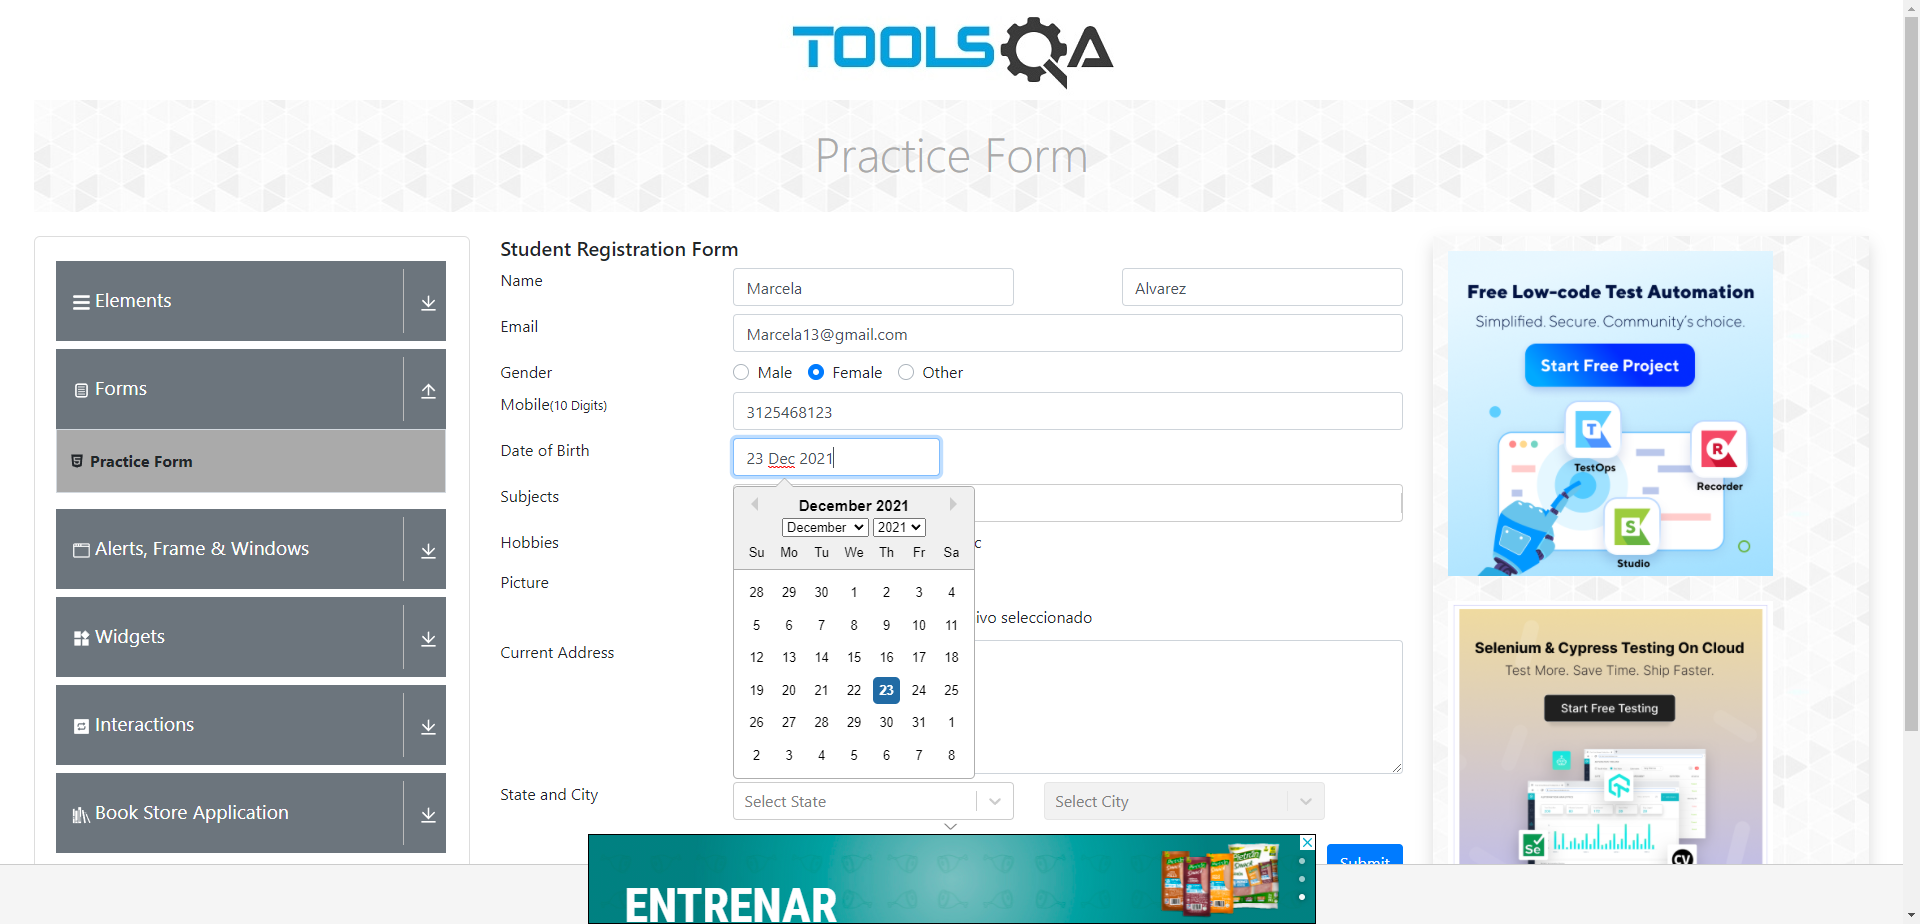 TOOLSQA
Practice Form
Elements
Forms
Practice Form
Alerts, Frame & Windows
Widgets
Interactions
Book Store Application
Student Registration Form
Name
Marcela
Alvarez
Email
Marcela13@gmail.com
Gender
Male
Female
Other
Mobile(10 Digits)
3125468123
Date of Birth
23 Dec 2021
Subjects
December 2021
December
2021
Su Mo Tu We Th Fr Sa
28 29 30 1 2 3 4
5 6 7 8 9 10 11
12 13 14 15 16 17 18
19 20 21 22 23 24 25
26 27 28 29 30 31 1
2 3 4 5 6 7 8
Hobbies
c
Picture
ivo seleccionado
Current Address
State and City
Select State
Select City
Submit
Free Low-code Test Automation
Simplified. Secure. Community's choice.
Start Free Project
T
TestOps
R
Recorder
S
Studio
Selenium & Cypress Testing On Cloud
Test More. Save Time. Ship Faster.
Start Free Testing
Se
CY
ENTRENAR